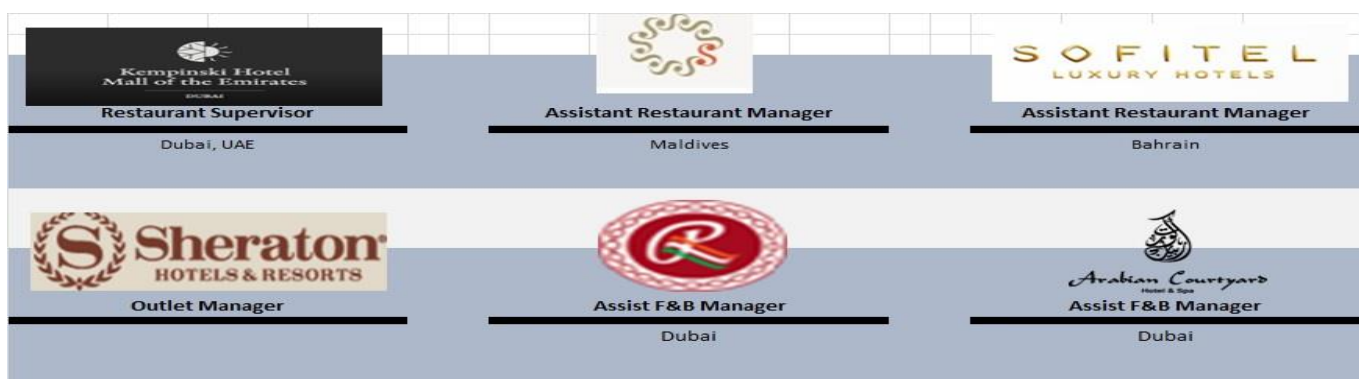 Kempinski Hotel
Mall of the Emirates
DUBAI
Restaurant Supervisor
Dubai, UAE
Assistant Restaurant Manager
Maldives
SOFITEL
LUXURY HOTELS
Assistant Restaurant Manager
Bahrain
S Sheraton
HOTELS & RESORTS
Outlet Manager
R
Assist F&B Manager
Dubai
Arabian Courtyard
Hotel & Spa
Assist F&B Manager
Dubai